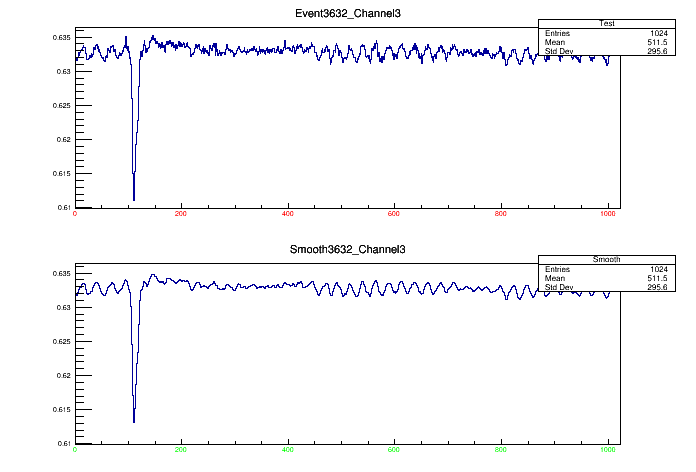 Event3632_Channel3
Test
Entries 1024
Mean 511.5
Std Dev 295.6
0.635
0.63
0.625
0.62
0.615
0.61
0 200 400 600 800 1000
Smooth3632_Channel3
Smooth
Entries 1024
Mean 511.5
Std Dev 295.6
0.635
0.63
0.625
0.62
0.615
0.61
0 200 400 600 800 1000